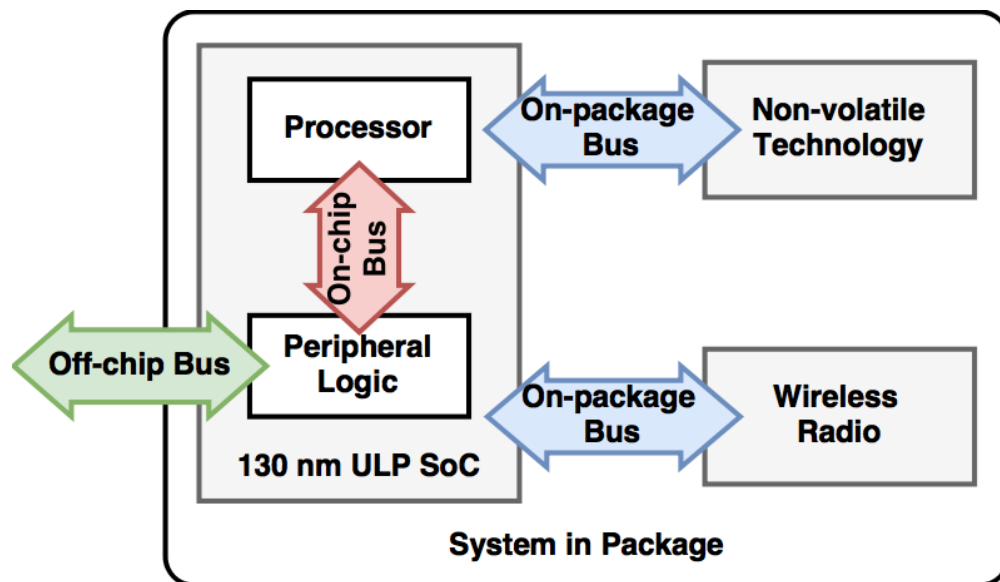 Processor
On-package
Bus
Non-volatile
Technology
On-chip
Bus
Off-chip Bus
Peripheral
Logic
On-package
Bus
Wireless
Radio
130 nm ULP SoC
System in Package